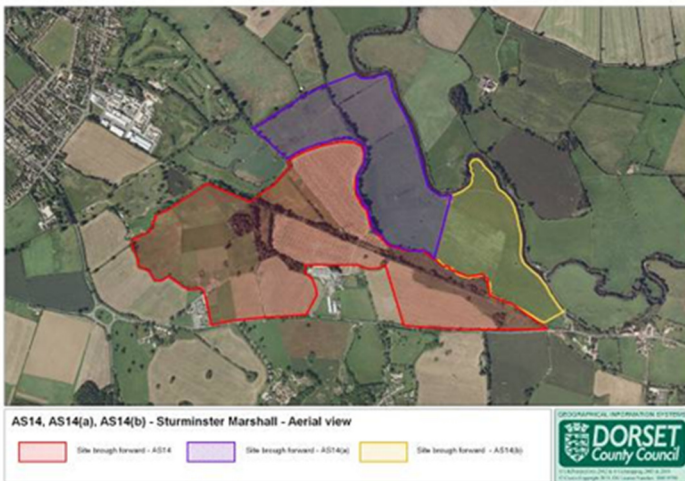 AS14, AS14(a), AS14(b) - Sturminster Marshall - Aerial view
Site brough forward - AS14
Site brough forward - AS14(a)
Site brough forward - AS14(b)
GEOGRAPHICAL INFORMATION SYSTEMS
DORSET
County Council